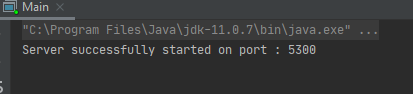 Main
"C:\Program Files\Java\jdk-11.0.7\bin\java.exe" ...
Server successfully started on port : 5300